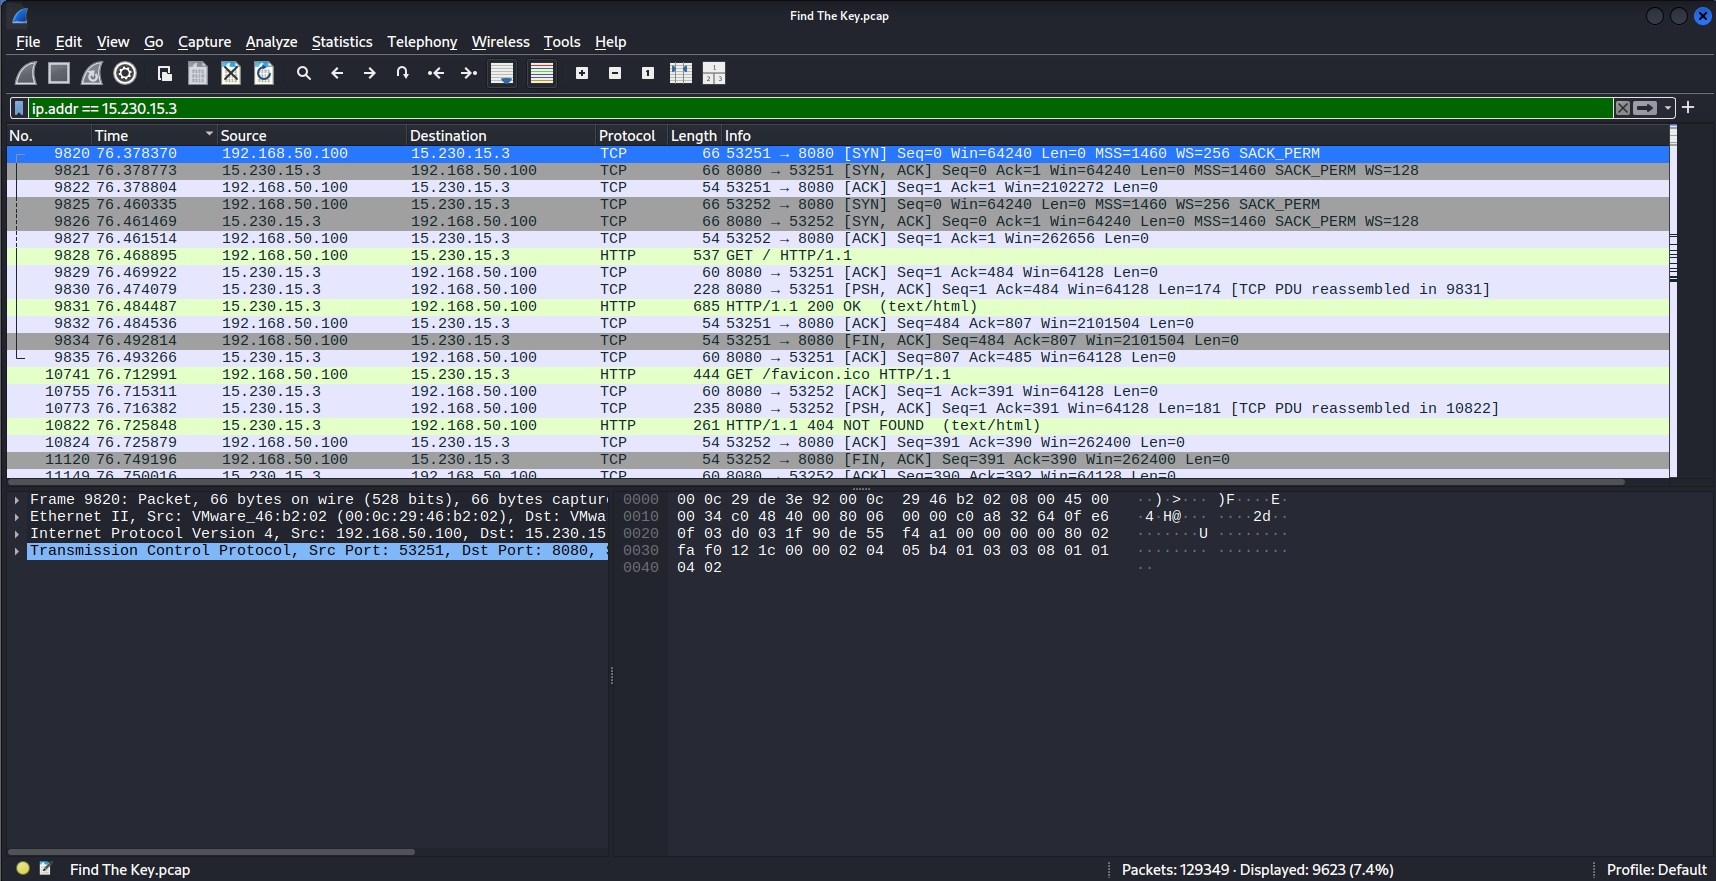 Find The Key.pcap
File Edit View Go Capture Analyze Statistics Telephony Wireless Tools Help
ip.addr == 15.230.15.3
No. Time Source Destination Protocol Length Info
9820 76.378370 192.168.50.100 15.230.15.3 TCP 66 53251 → 8080 [SYN] Seq=0 Win=64240 Len=0 MSS=1460 WS=256 SACK_PERM
9821 76.378773 15.230.15.3 192.168.50.100 TCP 66 8080 → 53251 [SYN, ACK] Seq=0 Ack=1 Win=64240 Len=0 MSS=1460 SACK_PERM WS=128
9822 76.378804 192.168.50.100 15.230.15.3 TCP 54 53251 → 8080 [ACK] Seq=1 Ack=1 Win=2102272 Len=0
9825 76.460335 192.168.50.100 15.230.15.3 TCP 66 53252 → 8080 [SYN] Seq=0 Win=64240 Len=0 MSS=1460 WS=256 SACK_PERM
9826 76.461469 15.230.15.3 192.168.50.100 TCP 66 8080 → 53252 [SYN, ACK] Seq=0 Ack=1 Win=64240 Len=0 MSS=1460 SACK_PERM WS=128
9827 76.461514 192.168.50.100 15.230.15.3 TCP 54 53252 → 8080 [ACK] Seq=1 Ack=1 Win=262656 Len=0
9828 76.468895 192.168.50.100 15.230.15.3 HTTP 537 GET / HTTP/1.1
9829 76.469922 15.230.15.3 192.168.50.100 TCP 60 8080 → 53251 [ACK] Seq=1 Ack=484 Win=64128 Len=0
9830 76.474079 15.230.15.3 192.168.50.100 TCP 228 8080 → 53251 [PSH, ACK] Seq=1 Ack=484 Win=64128 Len=174 [TCP PDU reassembled in 9831]
9831 76.484487 15.230.15.3 192.168.50.100 HTTP 685 HTTP/1.1 200 OK (text/html)
9832 76.484536 192.168.50.100 15.230.15.3 TCP 54 53251 → 8080 [ACK] Seq=484 Ack=807 Win=2101504 Len=0
9834 76.492814 192.168.50.100 15.230.15.3 TCP 54 53251 → 8080 [FIN, ACK] Seq=484 Ack=807 Win=2101504 Len=0
9835 76.493266 15.230.15.3 192.168.50.100 TCP 60 8080 → 53251 [ACK] Seq=807 Ack=485 Win=64128 Len=0
10741 76.712991 192.168.50.100 15.230.15.3 HTTP 444 GET /favicon.ico HTTP/1.1
10755 76.715311 15.230.15.3 192.168.50.100 TCP 60 8080 → 53252 [ACK] Seq=1 Ack=391 Win=64128 Len=0
10773 76.716382 15.230.15.3 192.168.50.100 TCP 235 8080 → 53252 [PSH, ACK] Seq=1 Ack=391 Win=64128 Len=181 [TCP PDU reassembled in 10822]
10822 76.725848 15.230.15.3 192.168.50.100 HTTP 261 HTTP/1.1 404 NOT FOUND (text/html)
10824 76.725879 192.168.50.100 15.230.15.3 TCP 54 53252 → 8080 [ACK] Seq=391 Ack=390 Win=262400 Len=0
11120 76.749196 192.168.50.100 15.230.15.3 TCP 54 53252 → 8080 [FIN, ACK] Seq=391 Ack=390 Win=262400 Len=0
11149 76.750016 15.230.15.3 192.168.50.100 TCP 60 8080 → 53252 [ACK] Seq=390 Ack=392 Win=64128 Len=0
Frame 9820: Packet, 66 bytes on wire (528 bits), 66 bytes capture
Ethernet II, Src: VMware_46:b2:02 (00:0c:29:46:b2:02), Dst: VMwa
Internet Protocol Version 4, Src: 192.168.50.100, Dst: 15.230.15
Transmission Control Protocol, Src Port: 53251, Dst Port: 8080,
0000 00 0c 29 de 3e 92 00 0c 29 46 b2 02 08 00 45 00 ··)·>··· )F····E·
0010 00 34 c0 48 40 00 80 06 00 00 c0 a8 32 64 0f e6 ·4·H@··· ····2d··
0020 0f 03 d0 03 1f 90 de 55 f4 a1 00 00 00 00 80 02 ·······U ········
0030 fa f0 12 1c 00 00 02 04 05 b4 01 03 03 08 01 01 ········ ········
0040 04 02 ··
Find The Key.pcap
Packets: 129349 · Displayed: 9623 (7.4%)
Profile: Default